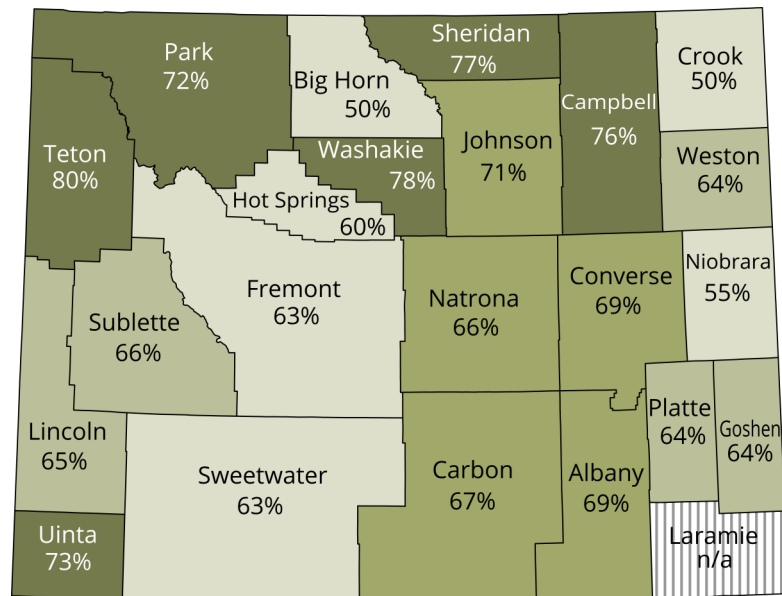 Park
72%
Big Horn
50%
Sheridan
77%
Campbell
76%
Crook
50%
Teton
80%
Washakie
78%
Johnson
71%
Weston
64%
Hot Springs
60%
Fremont
63%
Natrona
66%
Converse
69%
Niobrara
55%
Sublette
66%
Lincoln
65%
Sweetwater
63%
Carbon
67%
Albany
69%
Platte
64%
Goshen
64%
Uinta
73%
Laramie
n/a